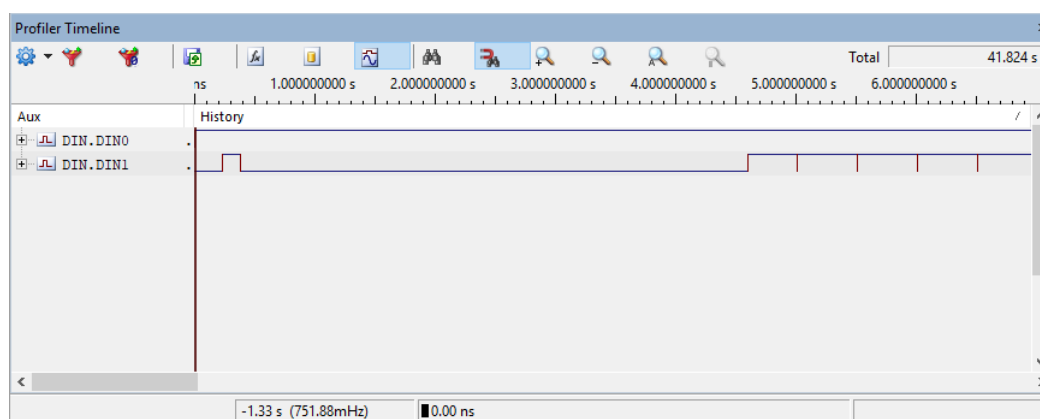 Profiler Timeline
Total 41.824 s
ns 1.000000000 s 2.000000000 s 3.000000000 s 4.000000000 s 5.000000000 s 6.000000000 s
Aux History
DIN.DIN0
DIN.DIN1
-1.33 s (751.88mHz) 0.00 ns